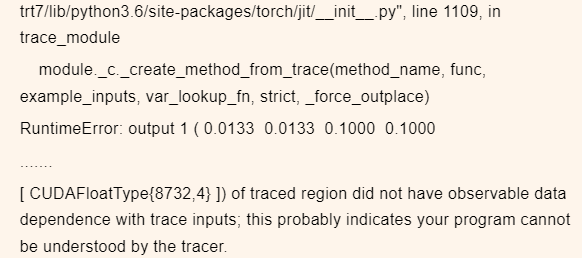 trt7/lib/python3.6/site-packages/torch/jit/__init__.py", line 1109, in
trace_module
module._c._create_method_from_trace(method_name, func,
example_inputs, var_lookup_fn, strict, _force_outplace)
RuntimeError: output 1 ( 0.0133 0.0133 0.1000 0.1000
.......
[ CUDAFloatType{8732,4} ]) of traced region did not have observable data
dependence with trace inputs; this probably indicates your program cannot
be understood by the tracer.